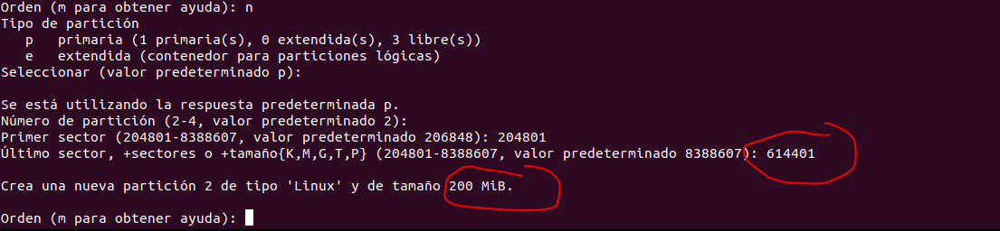 Orden (m para obtener ayuda): n
Tipo de partición
p primaria (1 primaria(s), 0 extendida(s), 3 libre(s))
e extendida (contenedor para particiones lógicas)
Seleccionar (valor predeterminado p):
Se está utilizando la respuesta predeterminada p.
Número de partición (2-4, valor predeterminado 2):
Primer sector (204801-8388607, valor predeterminado 206848): 204801
Último sector, +sectores o +tamaño{K,M,G,T,P} (204801-8388607, valor predeterminado 8388607): 614401
Crea una nueva partición 2 de tipo 'Linux' y de tamaño 200 MiB.
Orden (m para obtener ayuda):